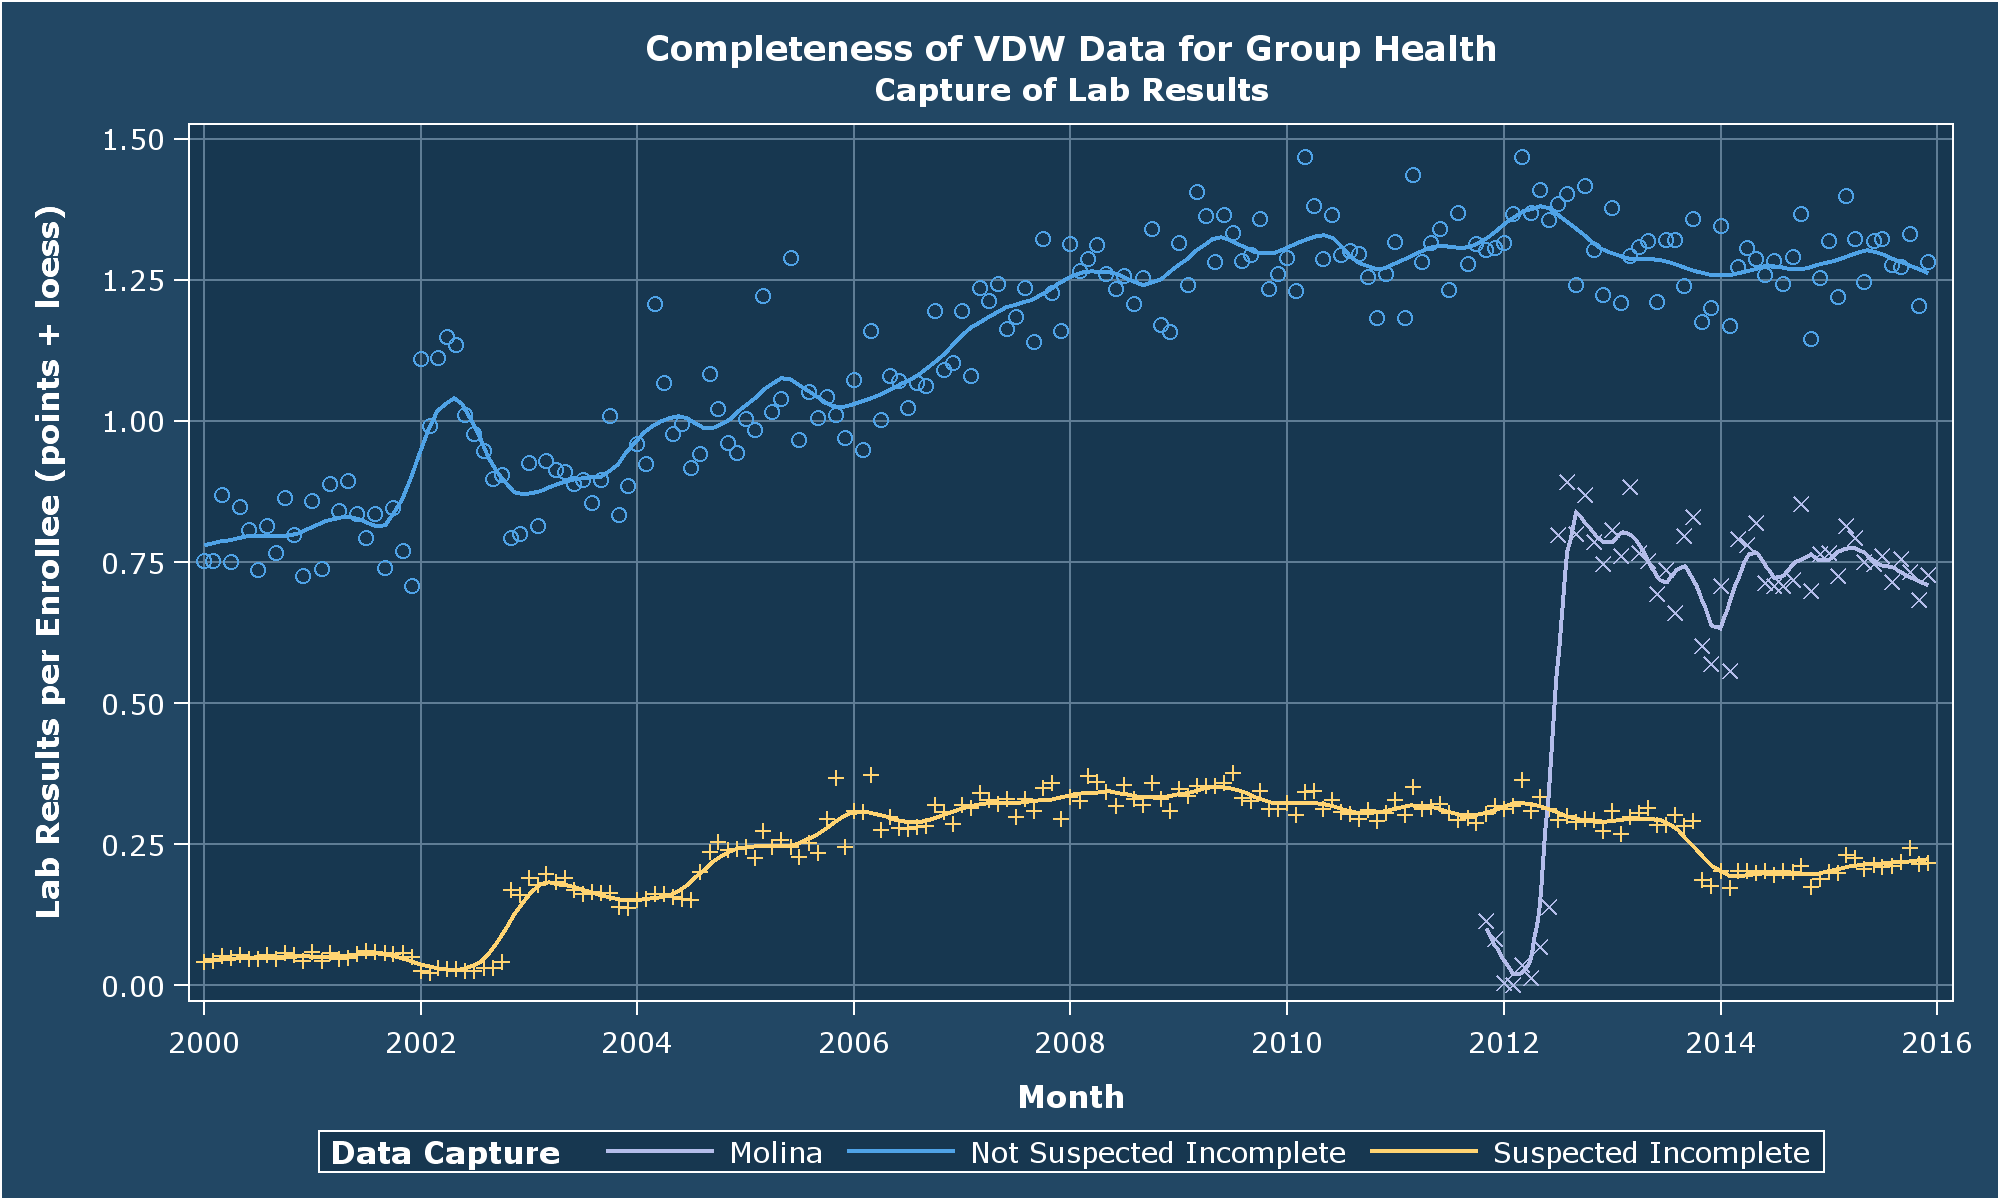 Completeness of VDW Data for Group Health
Capture of Lab Results
Lab Results per Enrollee (points + loess)
1.50
1.25
1.00
0.75
0.50
0.25
0.00
2000 2002 2004 2006 2008 2010 2012 2014 2016
Month
Data Capture Molina Not Suspected Incomplete Suspected Incomplete